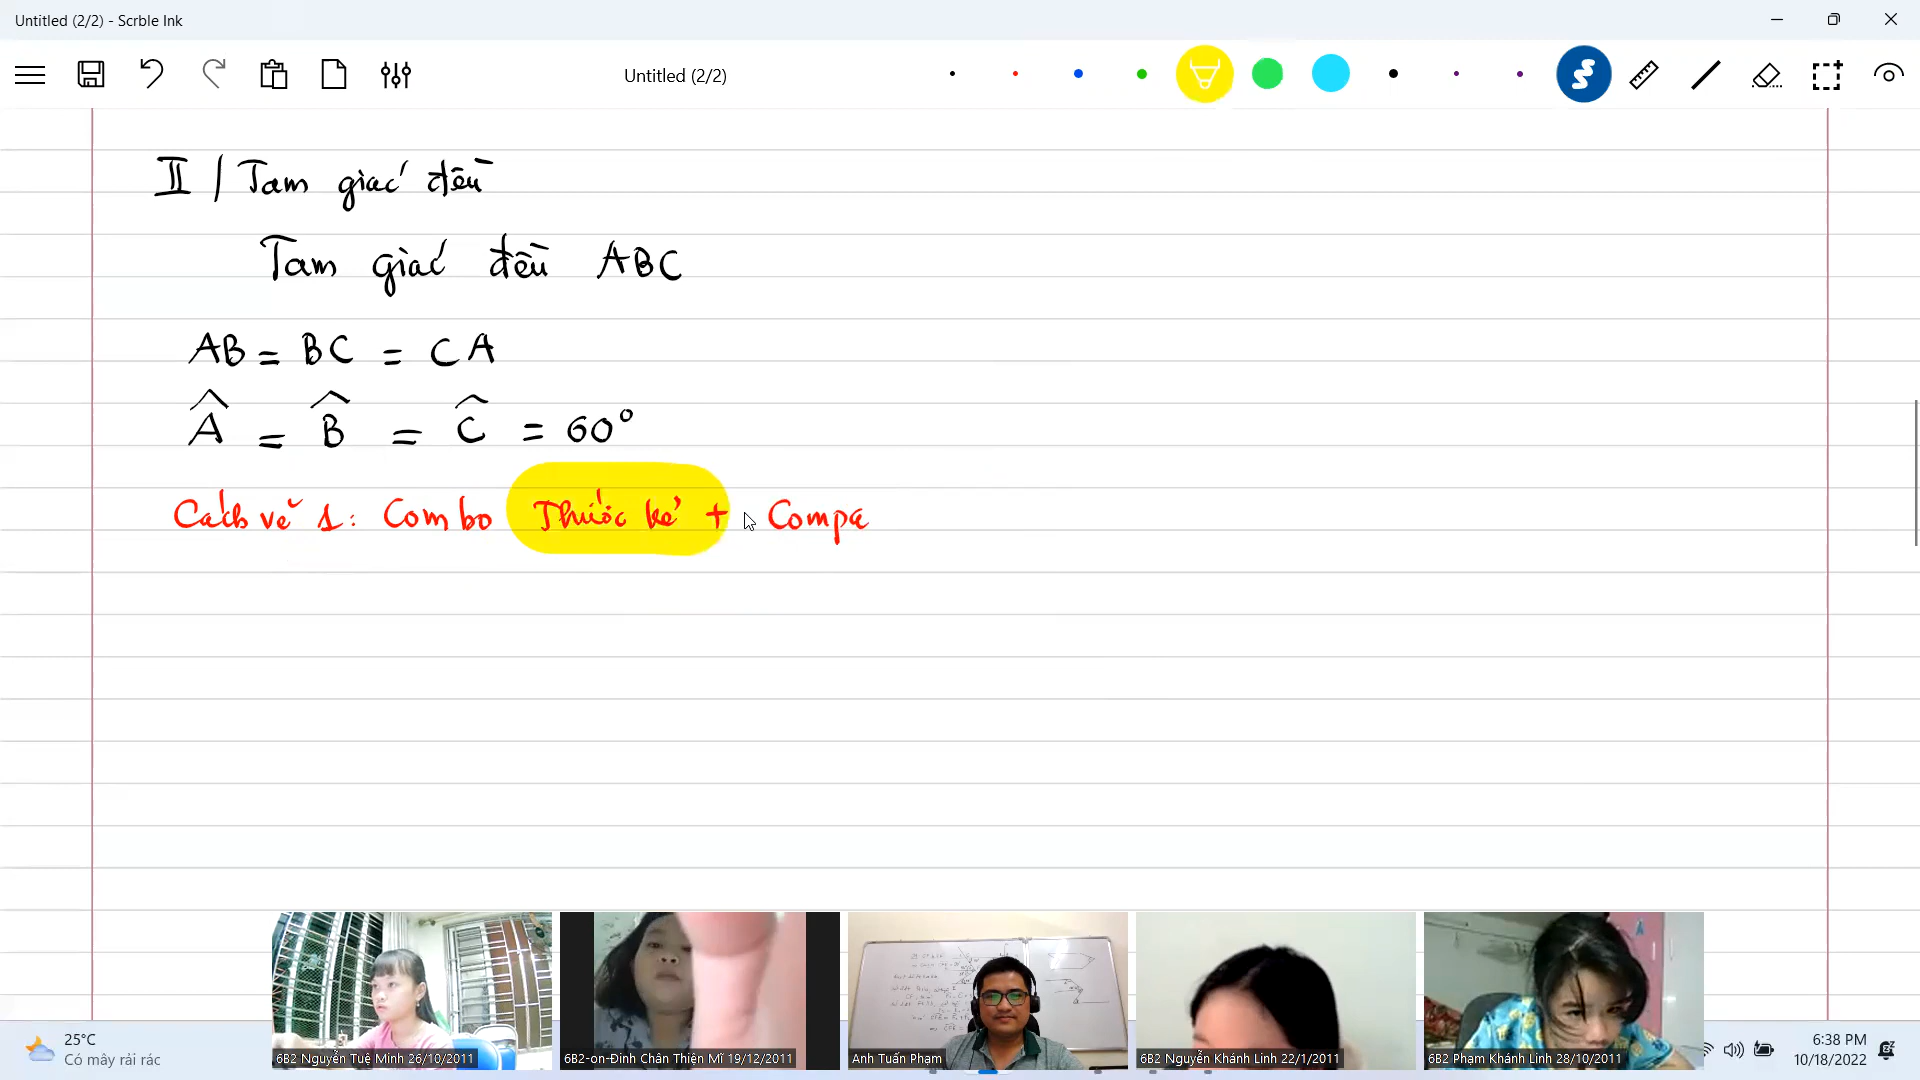 Untitled (2/2) - Scrble Ink
Untitled (2/2)
II / Tam giác đều
Tam giác đều ABC
AB = BC = CA
Â = B̂ = Ĉ = 60°
Cách vẽ 1: Combo Thước kẻ + Compa
6B2 Nguyễn Tuệ Minh 26/10/2011
6B2-on-Đinh Chân Thiện Mĩ 19/12/2011
Anh Tuấn Phạm
6B2 Nguyễn Khánh Linh 22/1/2011
6B2 Phạm Khánh Linh 28/10/2011
25°C
Có mây rải rác
6:38 PM
10/18/2022